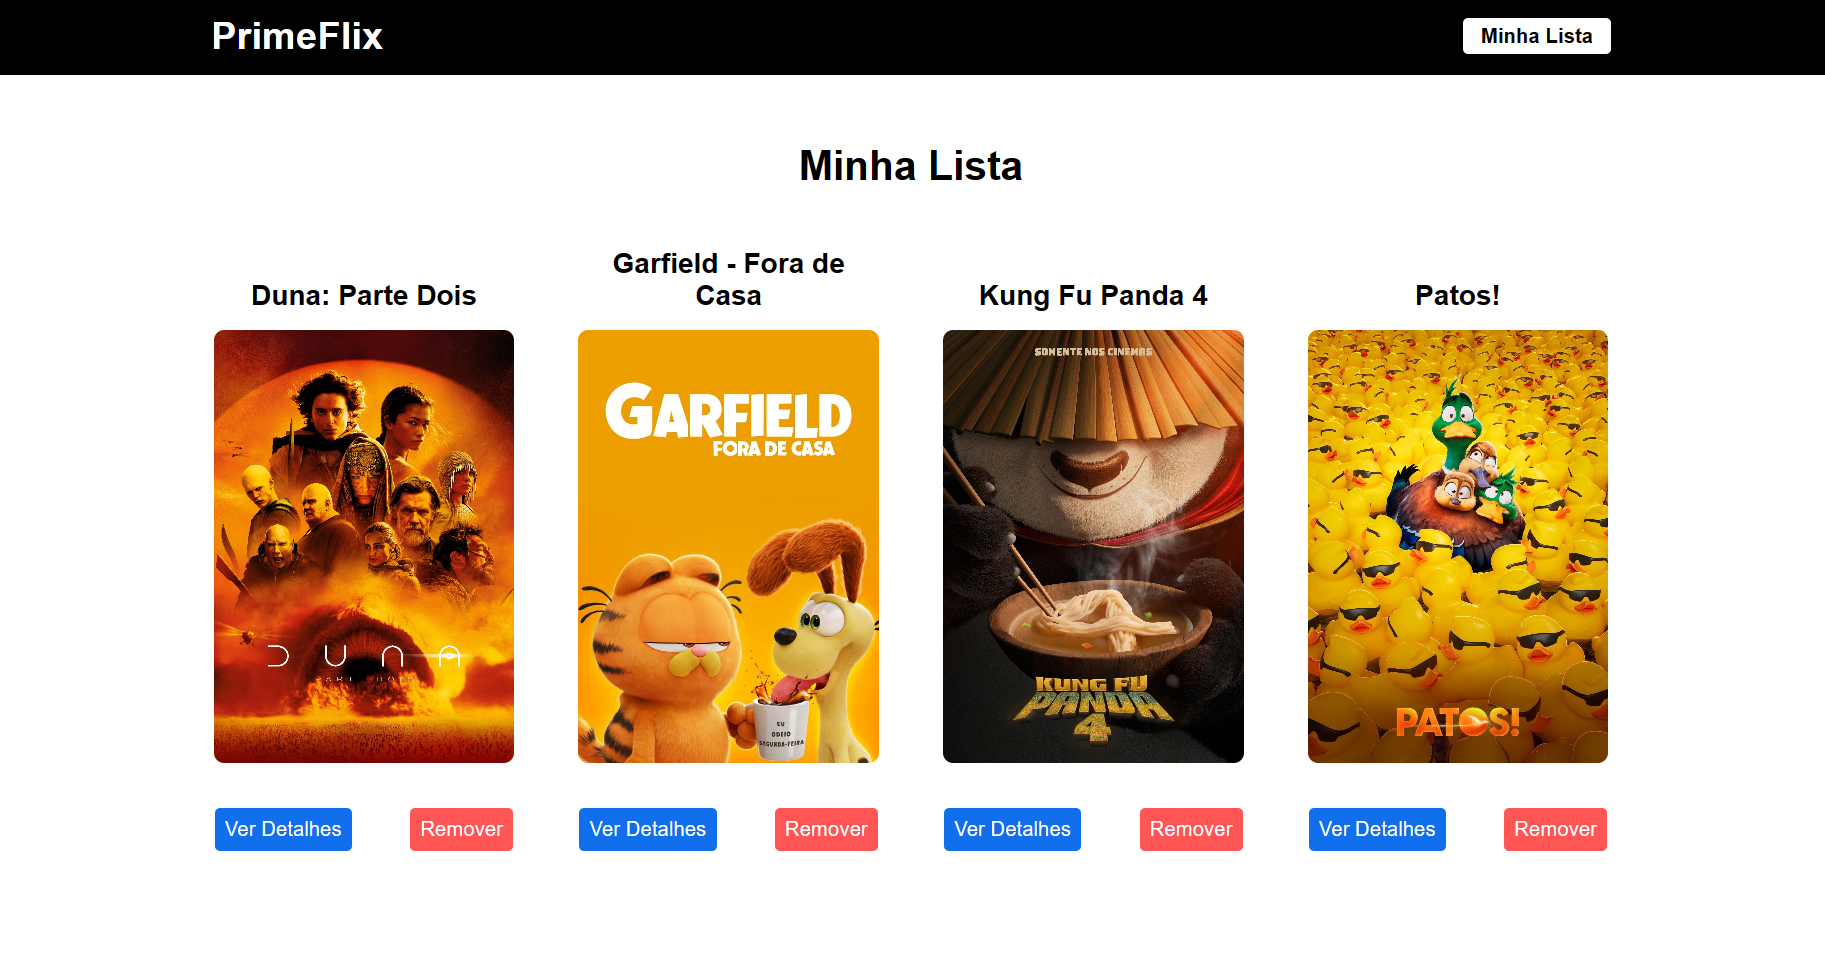 PrimeFlix
Minha Lista
Minha Lista
Duna: Parte Dois
Garfield - Fora de
Casa
Kung Fu Panda 4
Patos!
DUNA
PARTE DOIS
GARFIELD
FORA DE CASA
EU
ODEIO
SEGUNDA-FEIRA
SOMENTE NOS CINEMAS
KUNG FU
PANDA
4
PATOS!
Ver Detalhes
Remover
Ver Detalhes
Remover
Ver Detalhes
Remover
Ver Detalhes
Remover